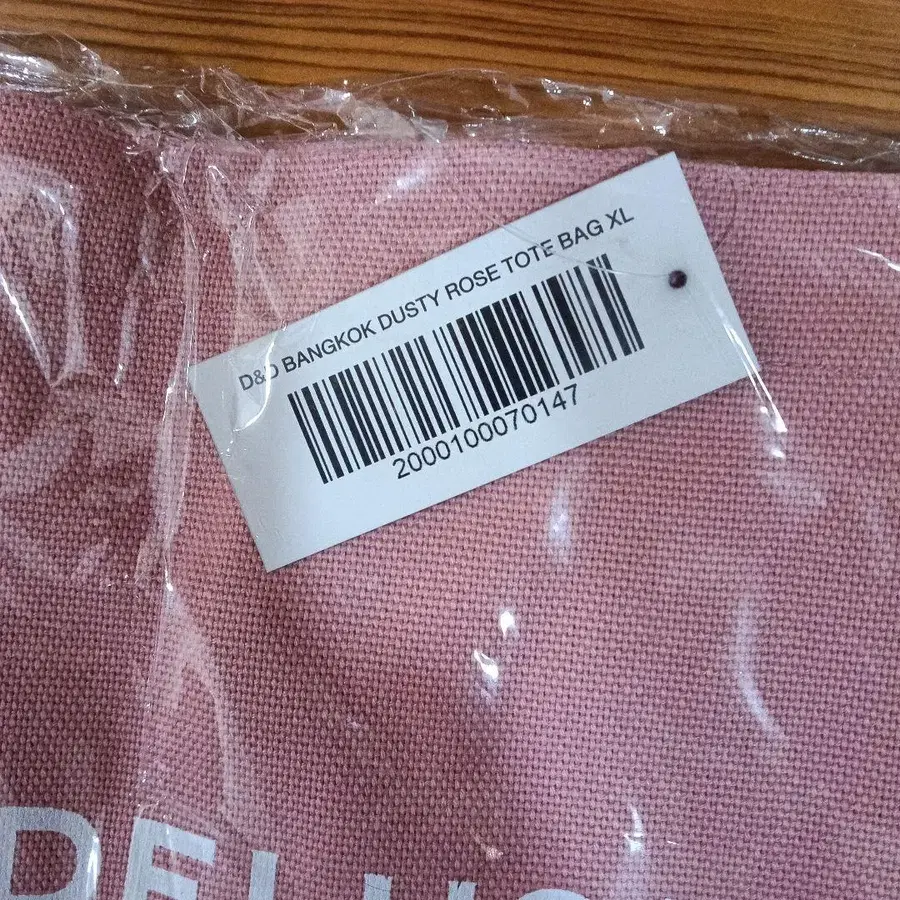 D&D BANGKOK DUSTY ROSE TOTE BAG XL
2000100070147